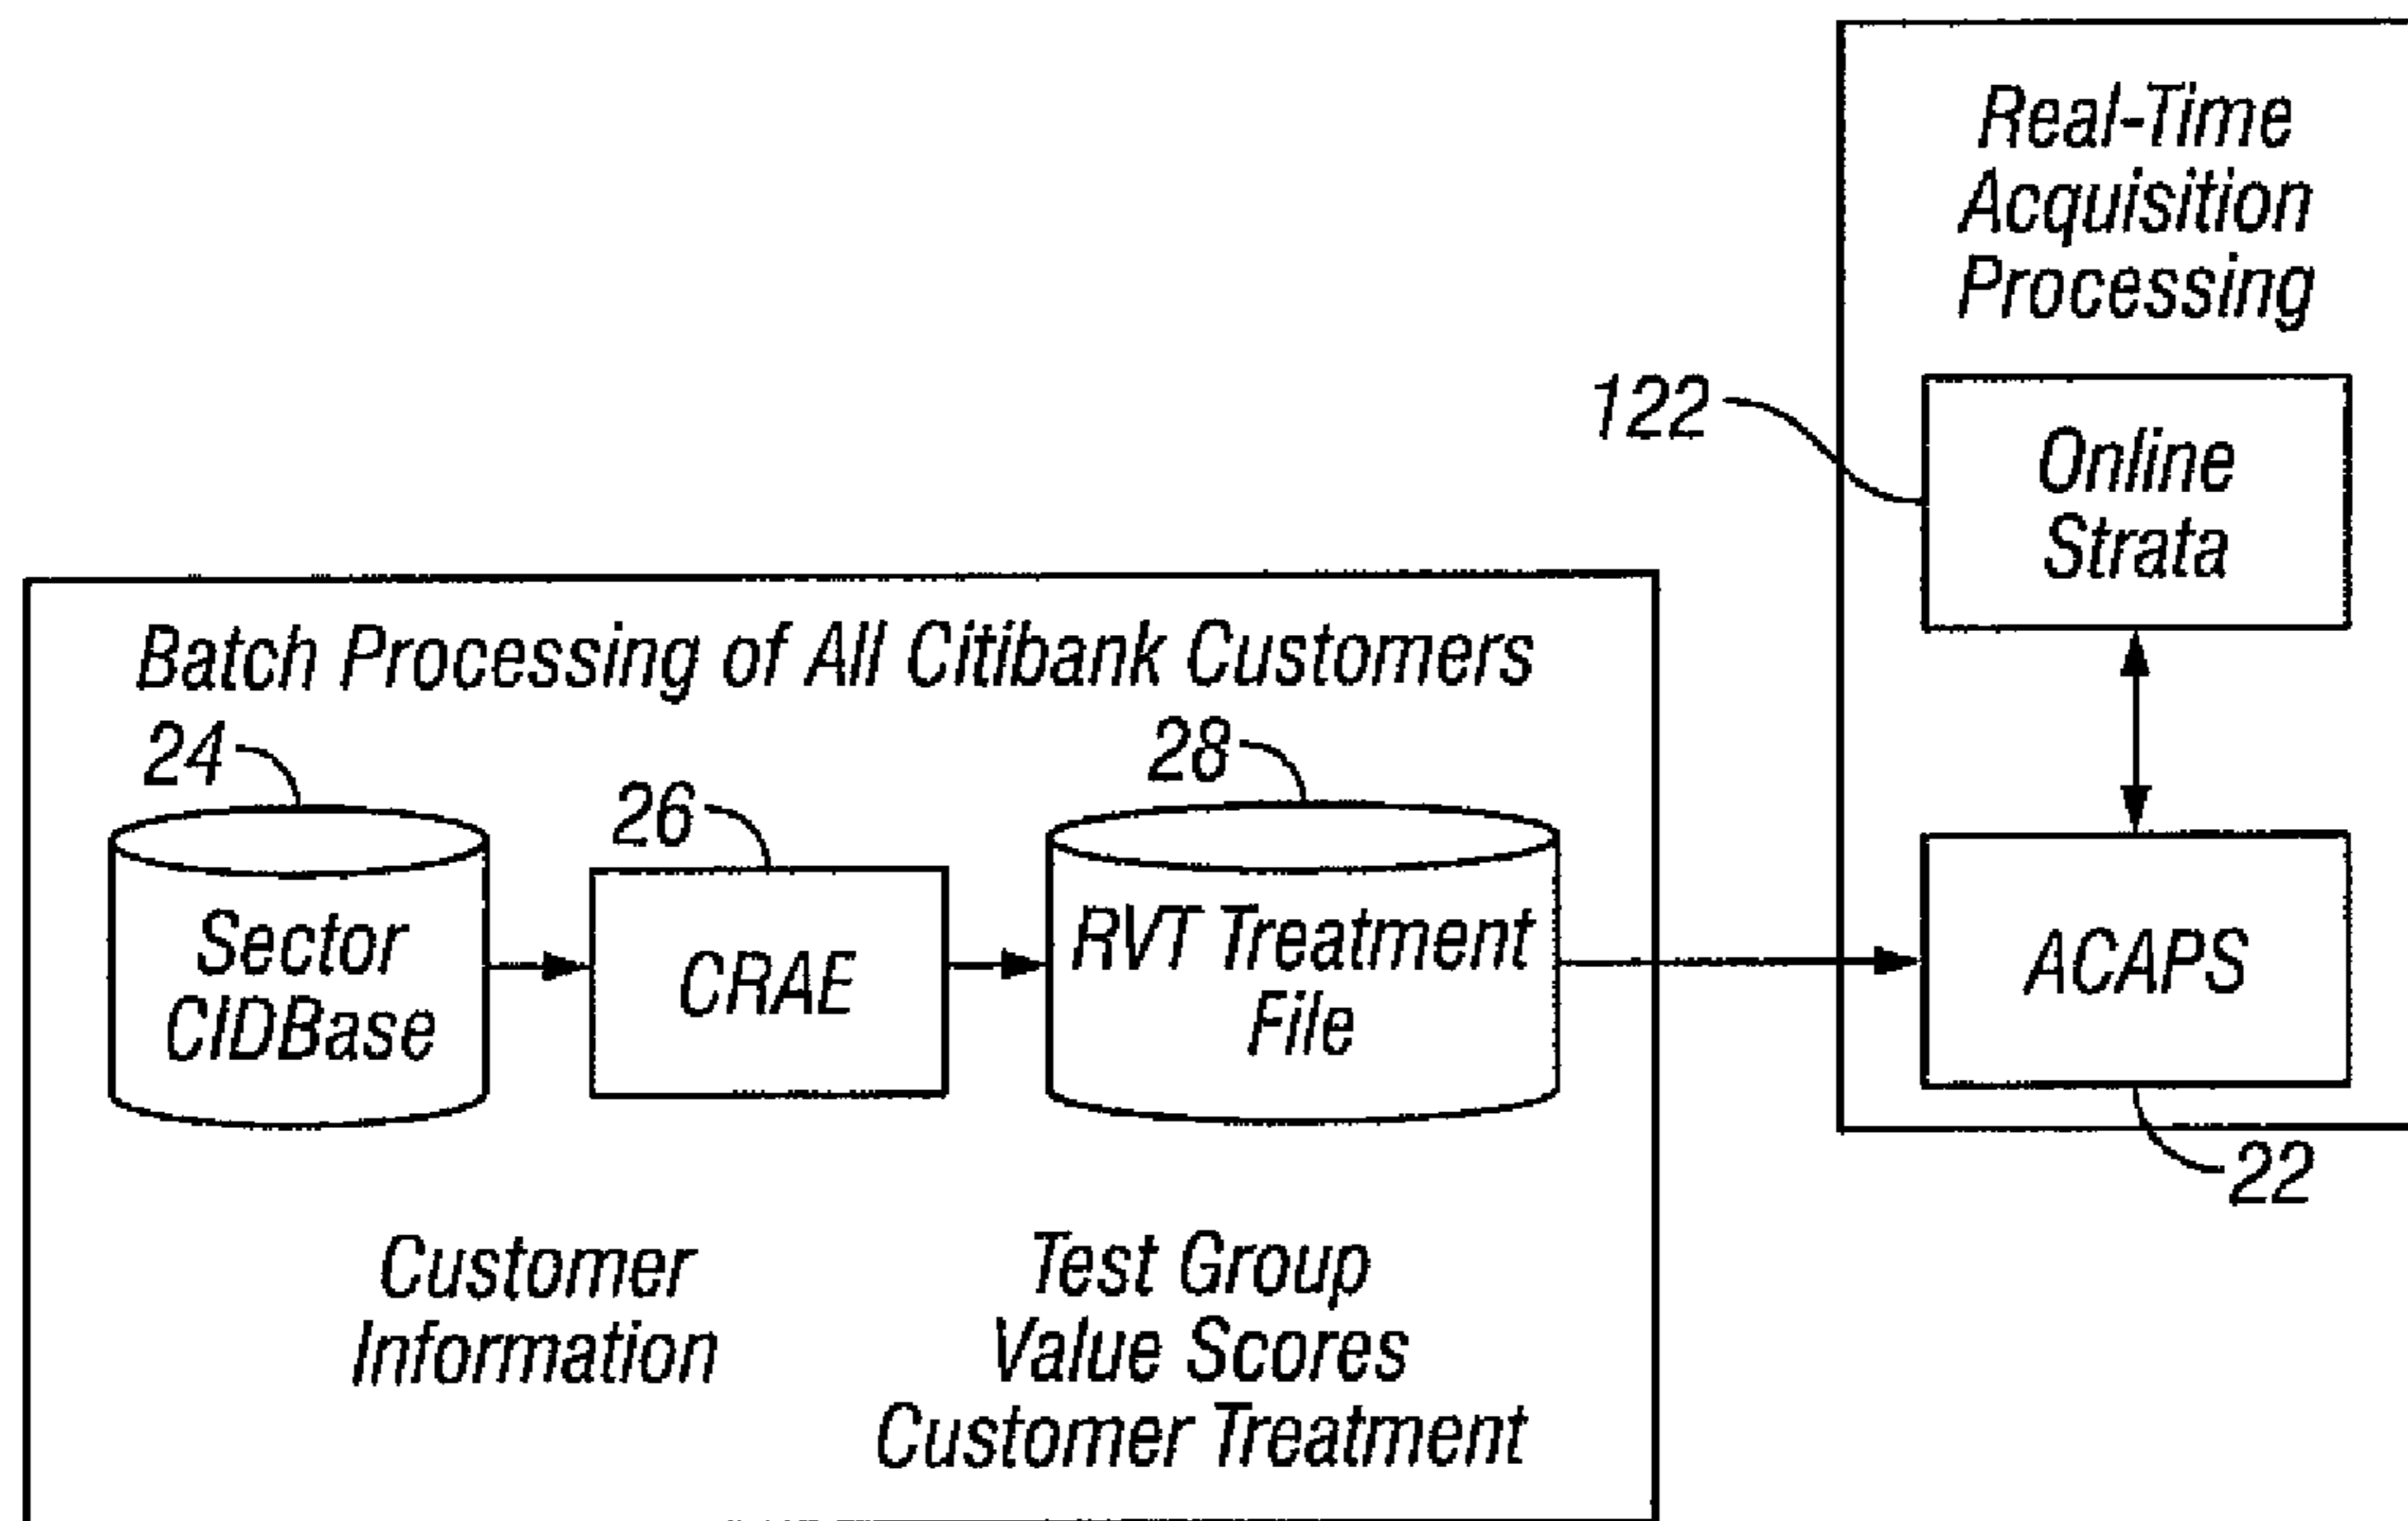 Real-Time
Acquisition
Processing
122
Online
Strata
Batch Processing of All Citibank Customers
24
26
28
Sector
CIDBase
CRAE
RVT Treatment
File
ACAPS
22
Customer
Information
Test Group
Value Scores
Customer Treatment